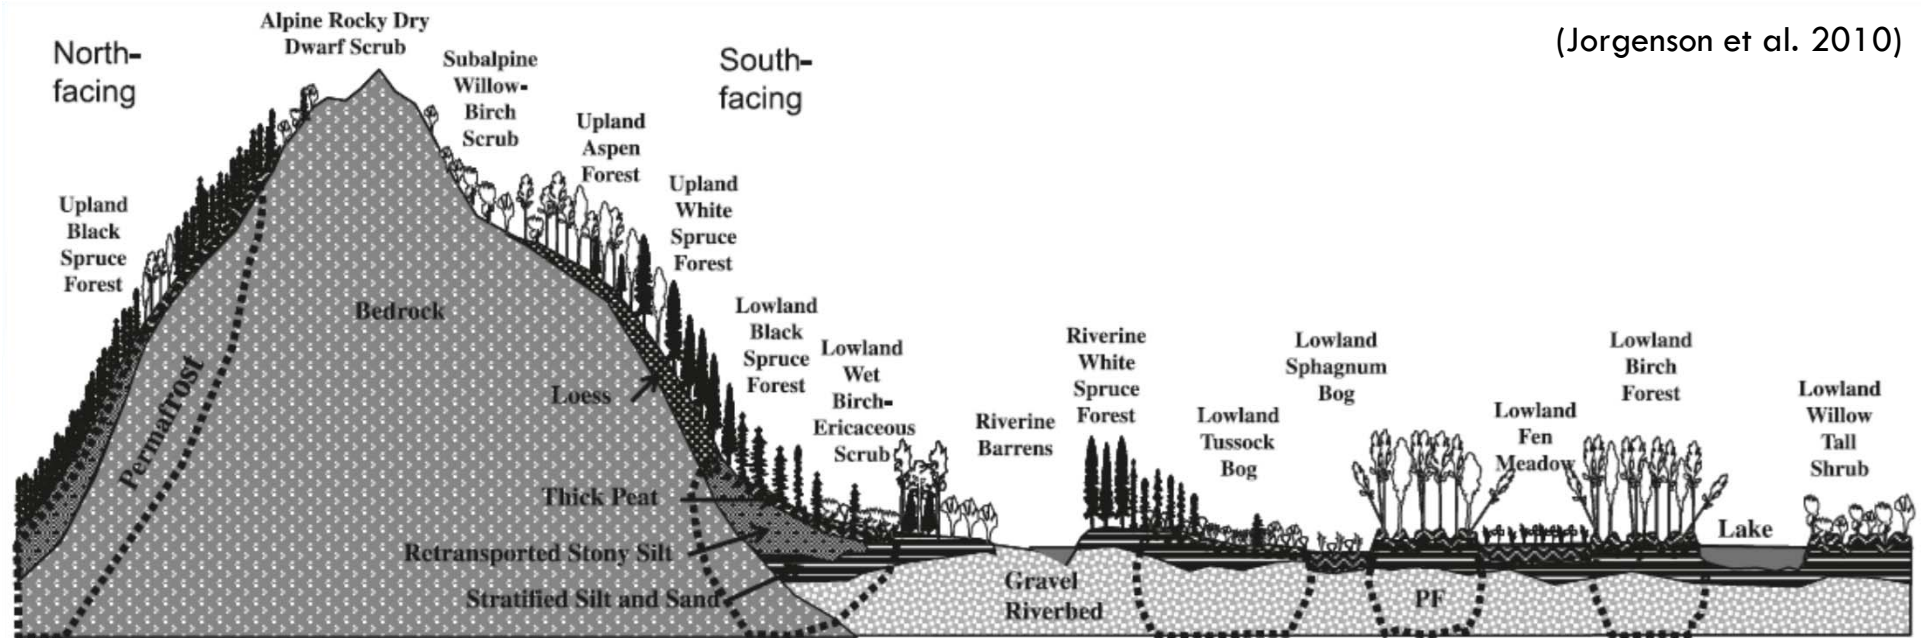 (Jorgenson et al. 2010)
North-
facing
Alpine Rocky Dry
Dwarf Scrub
Subalpine
Willow-
Birch
Scrub
South-
facing
Upland
Aspen
Forest
Upland
White
Spruce
Forest
Upland
Black
Spruce
Forest
Bedrock
Permafrost
Loess
Lowland
Black
Spruce
Forest
Lowland
Wet
Birch-
Ericaceous
Scrub
Riverine
Barrens
Riverine
White
Spruce
Forest
Lowland
Tussock
Bog
Lowland
Sphagnum
Bog
Lowland
Fen
Meadow
Lowland
Birch
Forest
Lowland
Willow
Tall
Shrub
Lake
Thick Peat
Retransported Stony Silt
Stratified Silt and Sand
Gravel
Riverbed
PF